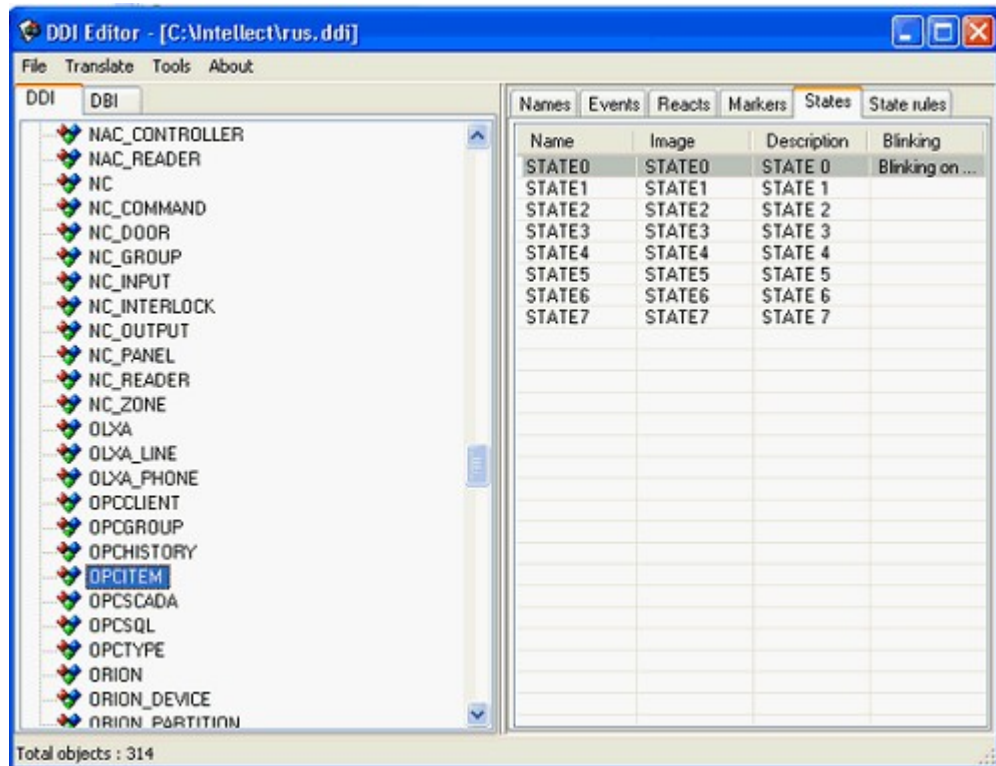 DDI Editor - [C:\Intellect\rus.ddi]
File Translate Tools About
DDI DBI
NAC_CONTROLLER
NAC_READER
NC
NC_COMMAND
NC_DOOR
NC_GROUP
NC_INPUT
NC_INTERLOCK
NC_OUTPUT
NC_PANEL
NC_READER
NC_ZONE
OLXA
OLXA_LINE
OLXA_PHONE
OPCCLIENT
OPCGROUP
OPCHISTORY
OPCITEM
OPCSCADA
OPCSQL
OPCTYPE
ORION
ORION_DEVICE
ORION_PARTITION
Names Events Reacts Markers States State rules
Name Image Description Blinking
STATE0 STATE0 STATE 0 Blinking on ...
STATE1 STATE1 STATE 1
STATE2 STATE2 STATE 2
STATE3 STATE3 STATE 3
STATE4 STATE4 STATE 4
STATE5 STATE5 STATE 5
STATE6 STATE6 STATE 6
STATE7 STATE7 STATE 7
Total objects : 314